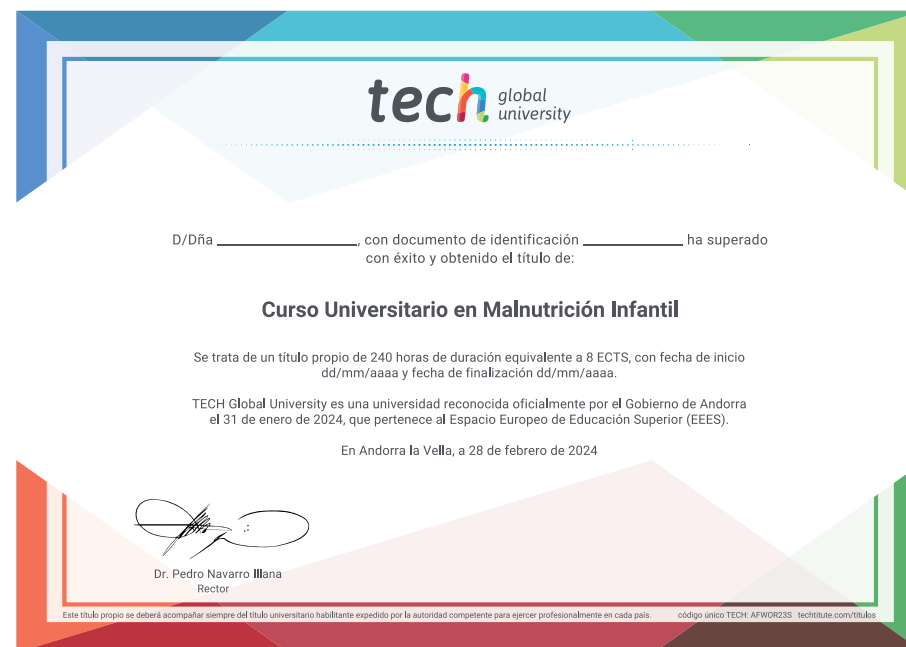 tech global
university
D/Dña ____________________, con documento de identificación ______________ ha superado
con éxito y obtenido el título de:
Curso Universitario en Malnutrición Infantil
Se trata de un título propio de 240 horas de duración equivalente a 8 ECTS, con fecha de inicio
dd/mm/aaaa y fecha de finalización dd/mm/aaaa.
TECH Global University es una universidad reconocida oficialmente por el Gobierno de Andorra
el 31 de enero de 2024, que pertenece al Espacio Europeo de Educación Superior (EEES).
En Andorra la Vella, a 28 de febrero de 2024
Dr. Pedro Navarro Illana
Rector
Este título propio se deberá acompañar siempre del título universitario habilitante expedido por la autoridad competente para ejercer profesionalmente en cada país. código único TECH: AFWOR23S techtitute.com/titulos